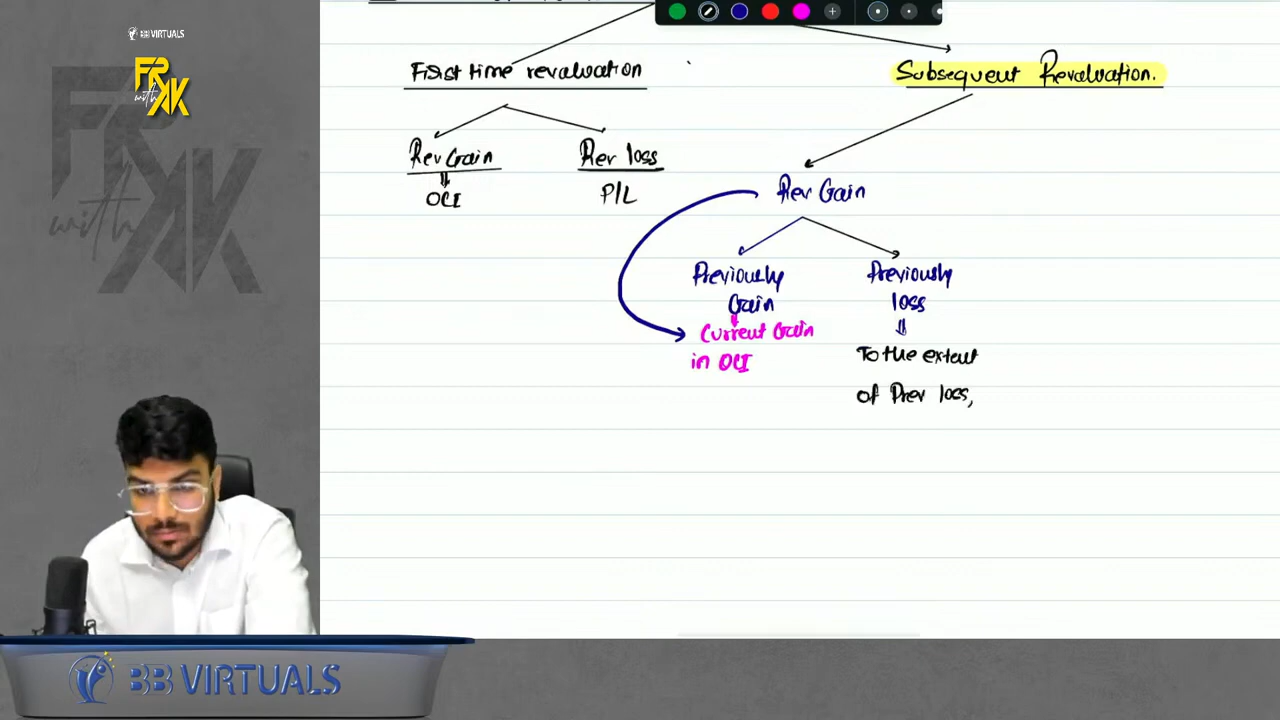 BB VIRTUALS
FR
with
AK
First time revaluation
Subsequent Revaluation.
Rev Gain
Rev loss
OCI
P/L
Rev Gain
Previously
Gain
Previously
loss
Current Gain
in OCI
To the extent
of Prev loss,
BB VIRTUALS